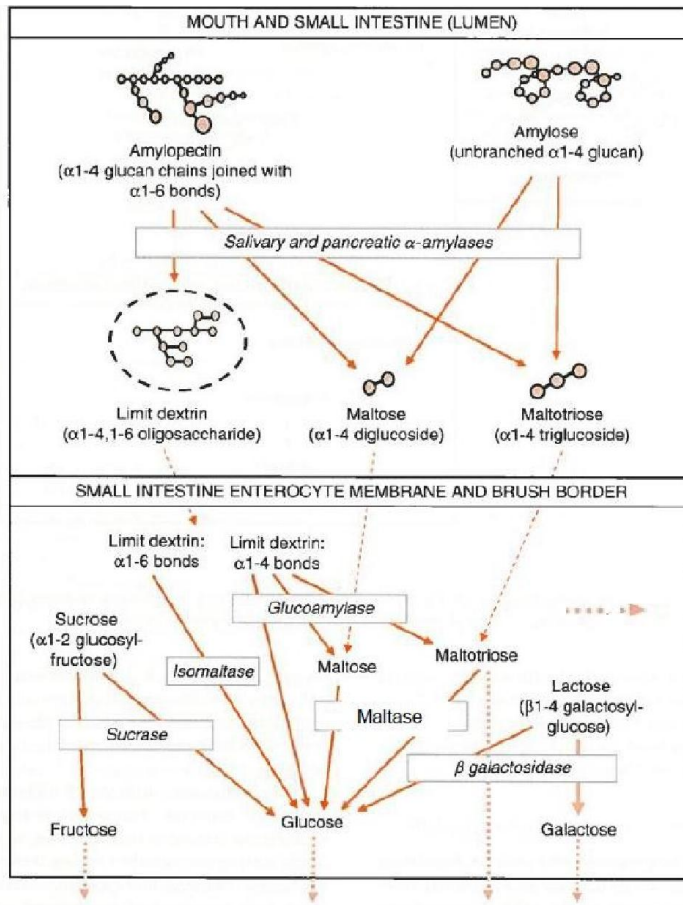 MOUTH AND SMALL INTESTINE (LUMEN)
Amylopectin
(α1-4 glucan chains joined with
α1-6 bonds)
Amylose
(unbranched α1-4 glucan)
Salivary and pancreatic α-amylases
Limit dextrin
(α1-4,1-6 oligosaccharide)
Maltose
(α1-4 diglucoside)
Maltotriose
(α1-4 triglucoside)
SMALL INTESTINE ENTEROCYTE MEMBRANE AND BRUSH BORDER
Limit dextrin:
α1-6 bonds
Limit dextrin:
α1-4 bonds
Glucoamylase
Sucrose
(α1-2 glucosyl-
fructose)
Isomaltase
Maltose
Maltotriose
Lactose
(β1-4 galactosyl-
glucose)
Maltase
Sucrase
β galactosidase
Fructose
Glucose
Galactose